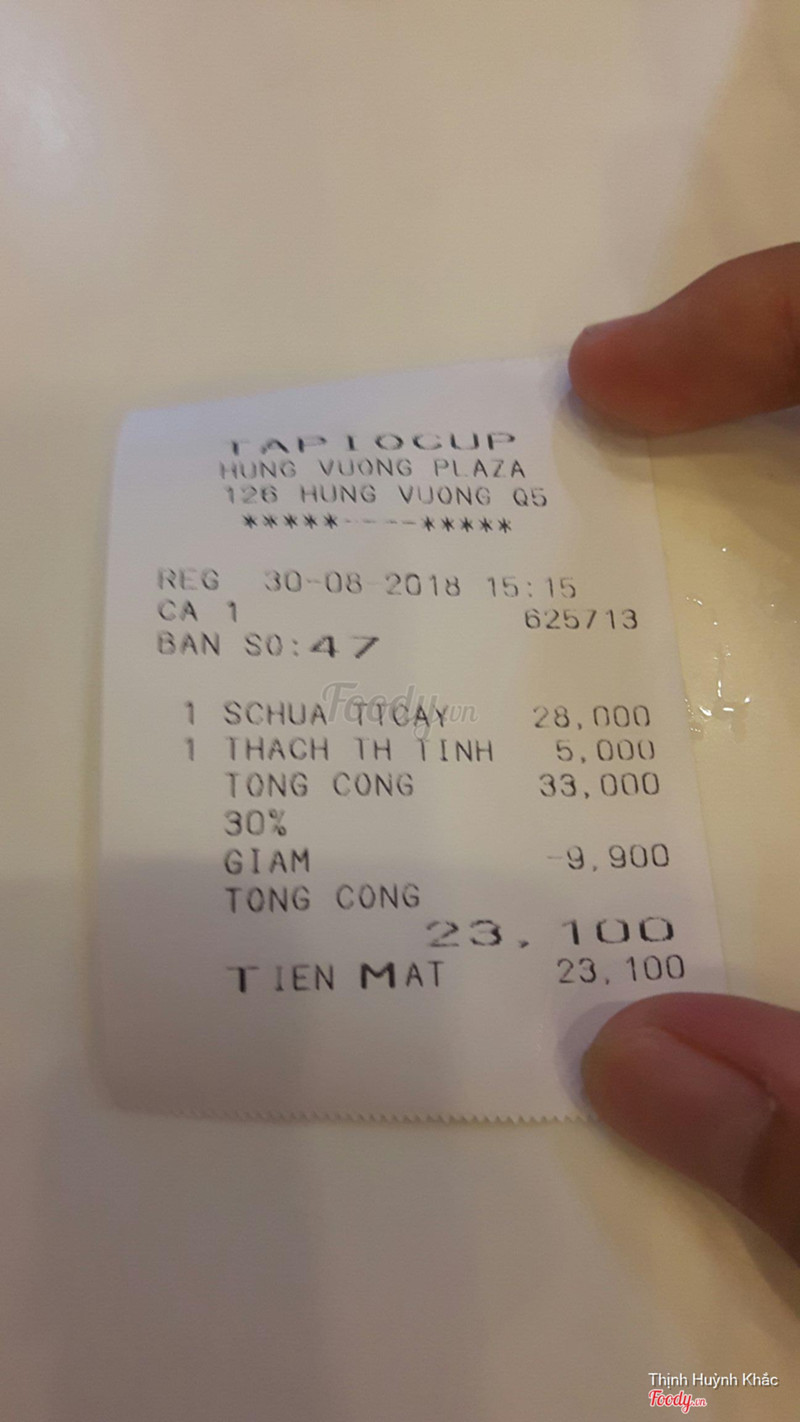 TAPIOCUP
HUNG VUONG PLAZA
126 HUNG VUONG Q5
*****----*****
REG 30-08-2018 15:15
CA 1 625713
BAN SO:47
Foody.vn
1 SCHUA TTCAY 28,000
1 THACH TH TINH 5,000
TONG CONG 33,000
30%
GIAM -9,900
TONG CONG
23,100
TIEN MAT 23,100
Thịnh Huỳnh Khắc
Foody.vn